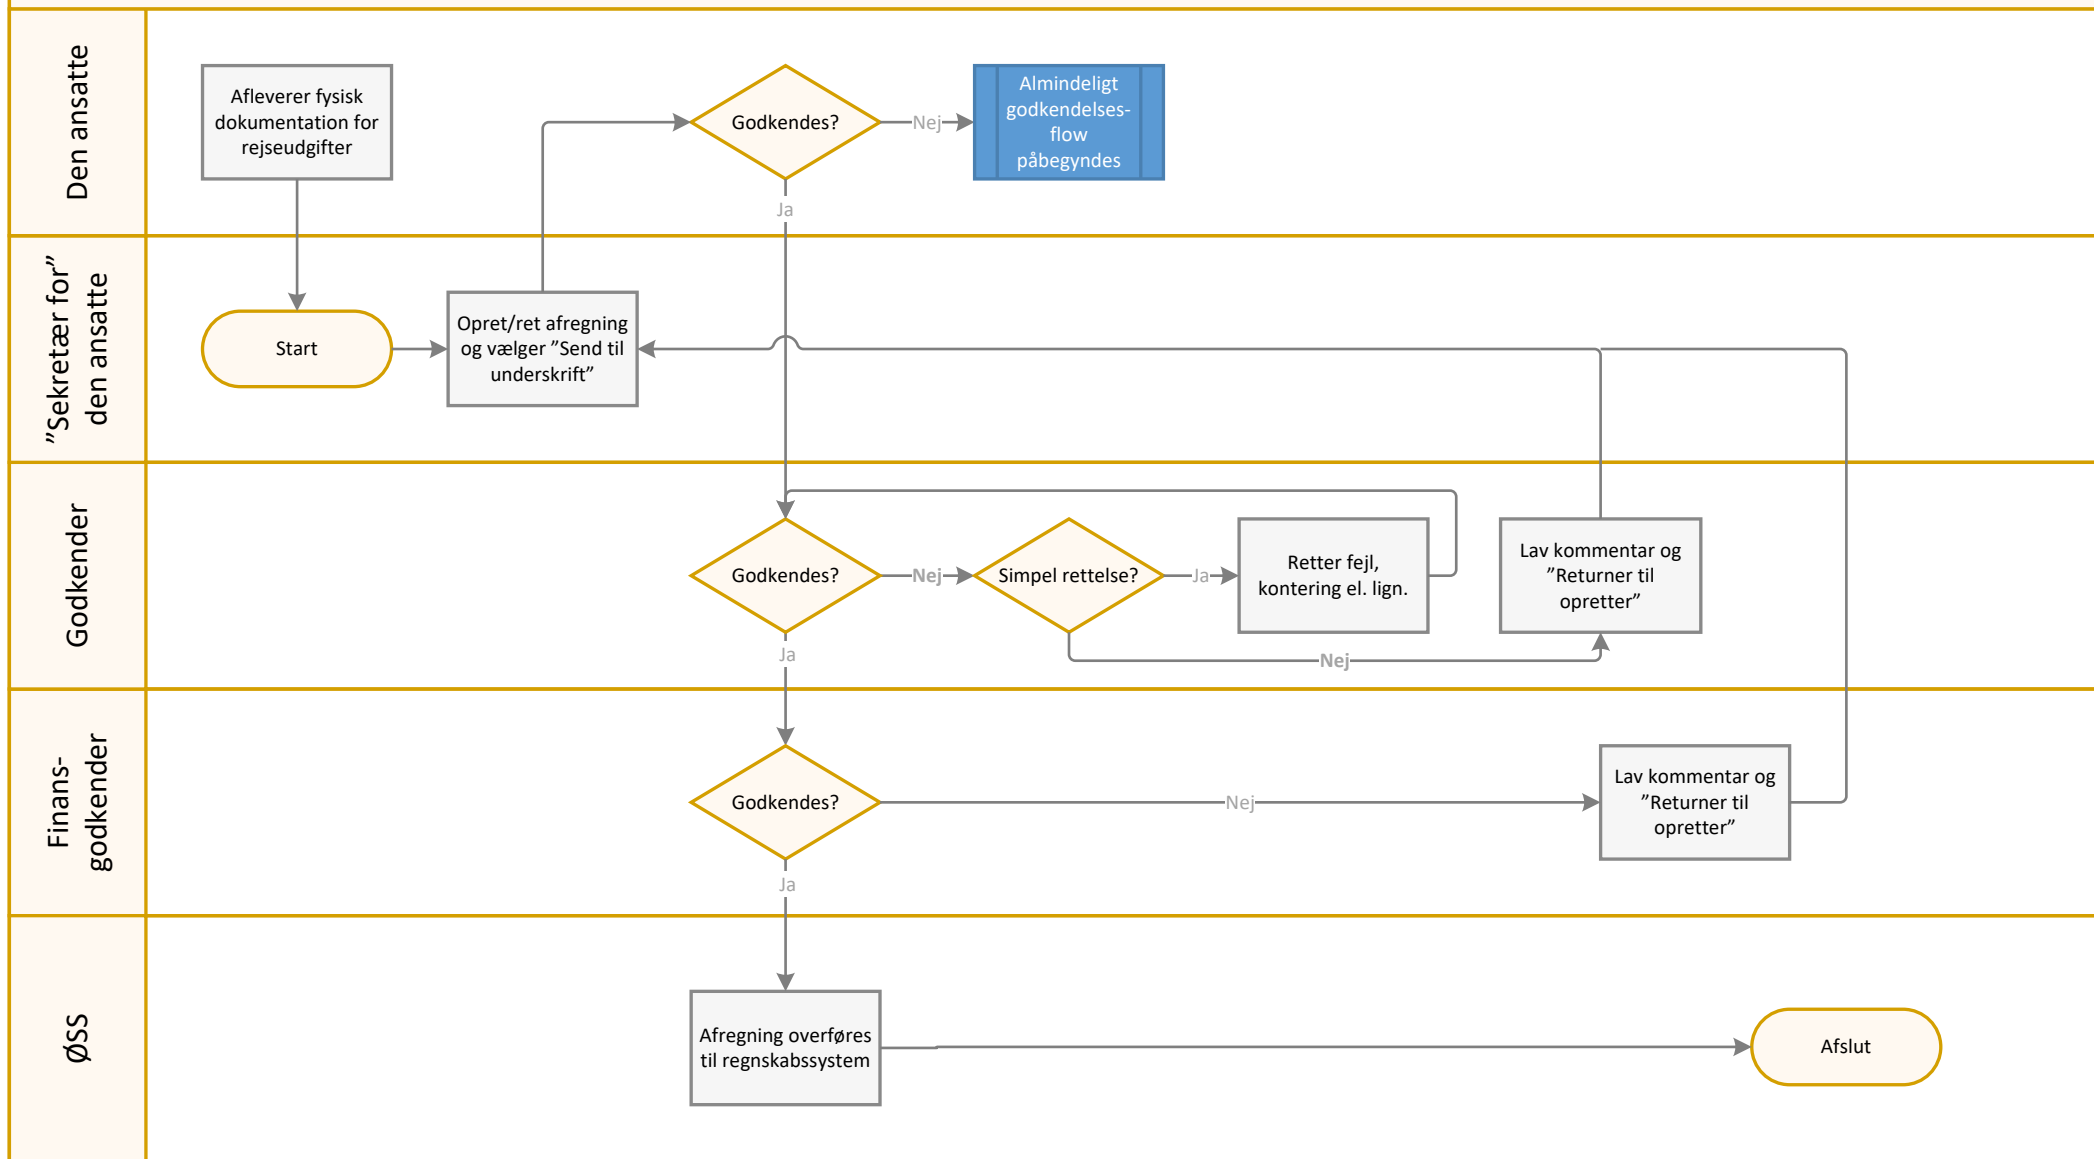 Den ansatte
Afleverer fysisk
dokumentation for
rejseudgifter
Godkendes?
Nej
Almindeligt
godkendelses-
flow
påbegyndes
Ja
”Sekretær for”
den ansatte
Start
Opret/ret afregning
og vælger ”Send til
underskrift”
Godkender
Godkendes?
Nej
Simpel rettelse?
Ja
Retter fejl,
kontering el. lign.
Lav kommentar og
”Returner til
opretter”
Ja
Nej
Finans-
godkender
Godkendes?
Nej
Lav kommentar og
”Returner til
opretter”
Ja
ØSS
Afregning overføres
til regnskabssystem
Afslut